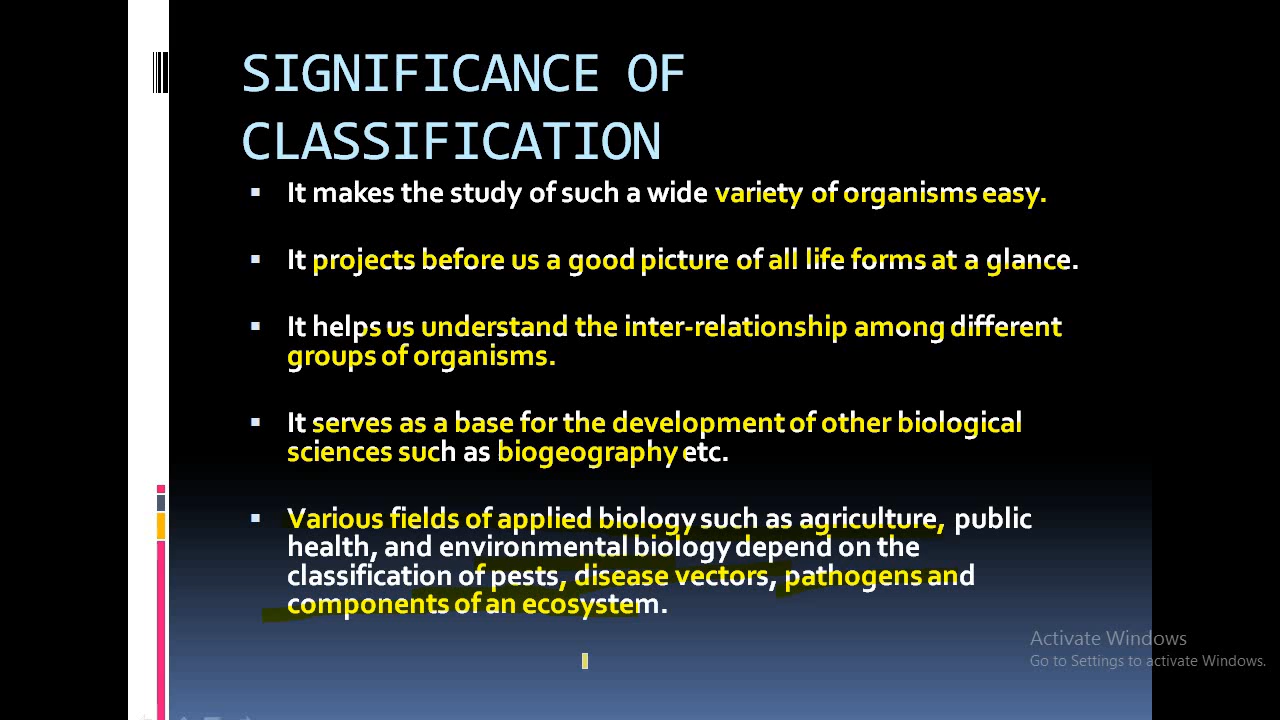 SIGNIFICANCE OF
CLASSIFICATION
▪ It makes the study of such a wide variety of organisms easy.
▪ It projects before us a good picture of all life forms at a glance.
▪ It helps us understand the inter-relationship among different
groups of organisms.
▪ It serves as a base for the development of other biological
sciences such as biogeography etc.
▪ Various fields of applied biology such as agriculture, public
health, and environmental biology depend on the
classification of pests, disease vectors, pathogens and
components of an ecosystem.
Activate Windows
Go to Settings to activate Windows.